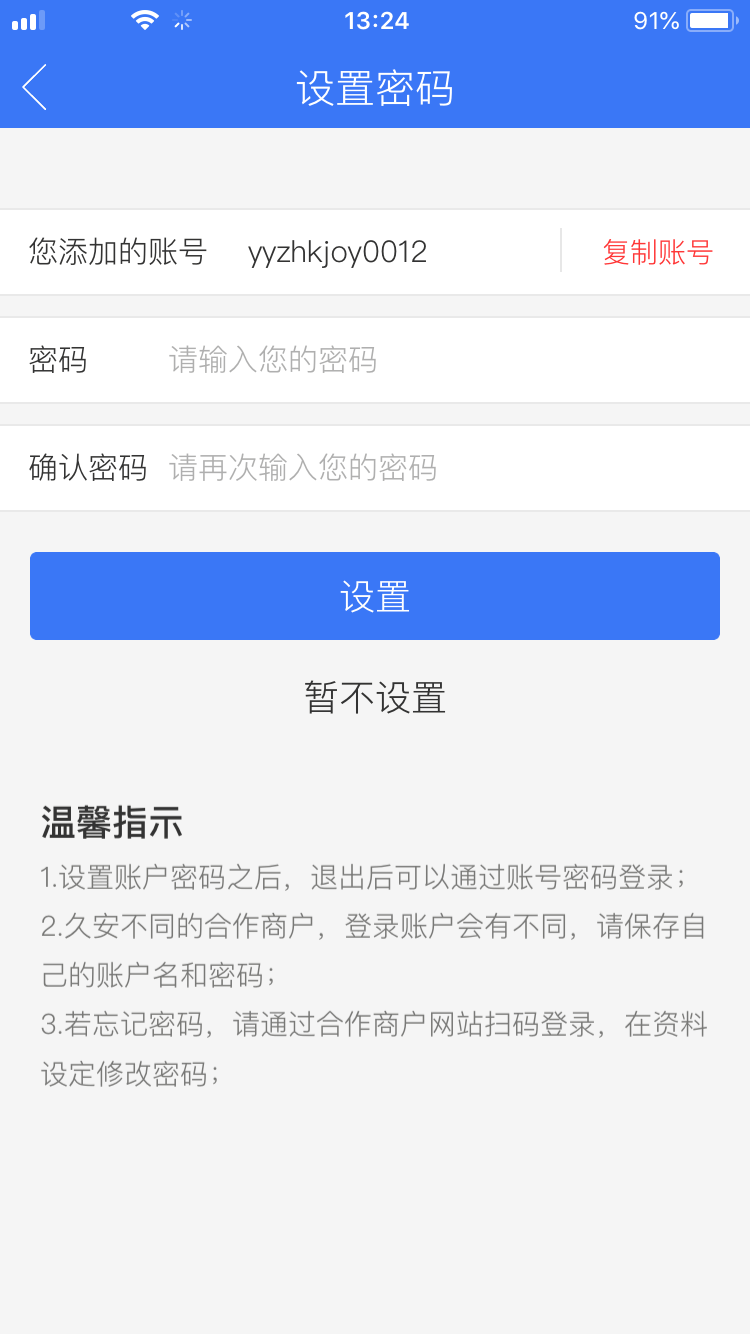 13:24
91%
设置密码
您添加的账号 yyzhkjoy0012 复制账号
密码 请输入您的密码
确认密码 请再次输入您的密码
设置
暂不设置
温馨指示
1.设置账户密码之后，退出后可以通过账号密码登录；
2.久安不同的合作商户，登录账户会有不同，请保存自
己的账户名和密码；
3.若忘记密码，请通过合作商户网站扫码登录，在资料
设定修改密码；